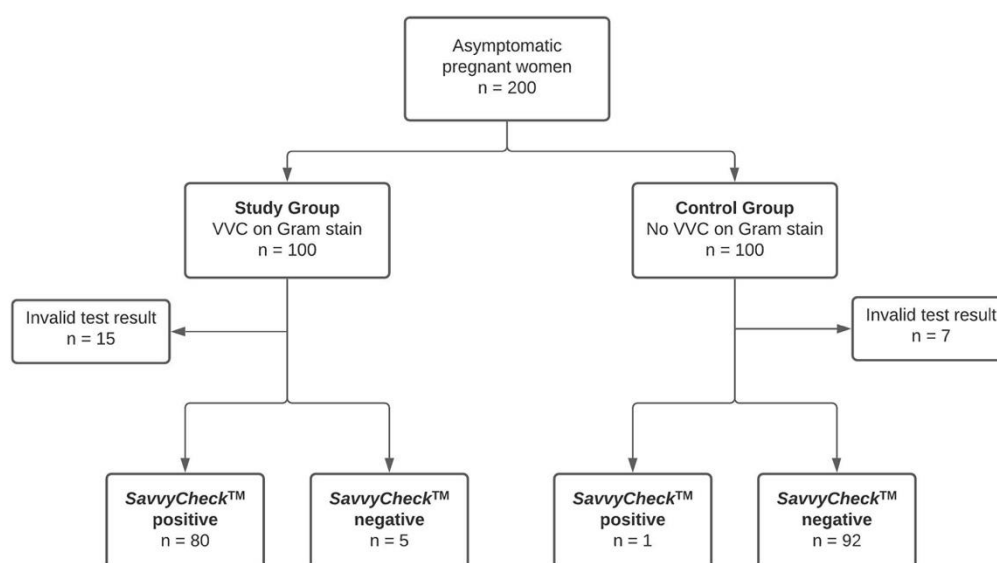 Asymptomatic
pregnant women
n = 200
Study Group
VVC on Gram stain
n = 100
Control Group
No VVC on Gram stain
n = 100
Invalid test result
n = 15
Invalid test result
n = 7
SavvyCheck™
positive
n = 80
SavvyCheck™
negative
n = 5
SavvyCheck™
positive
n = 1
SavvyCheck™
negative
n = 92